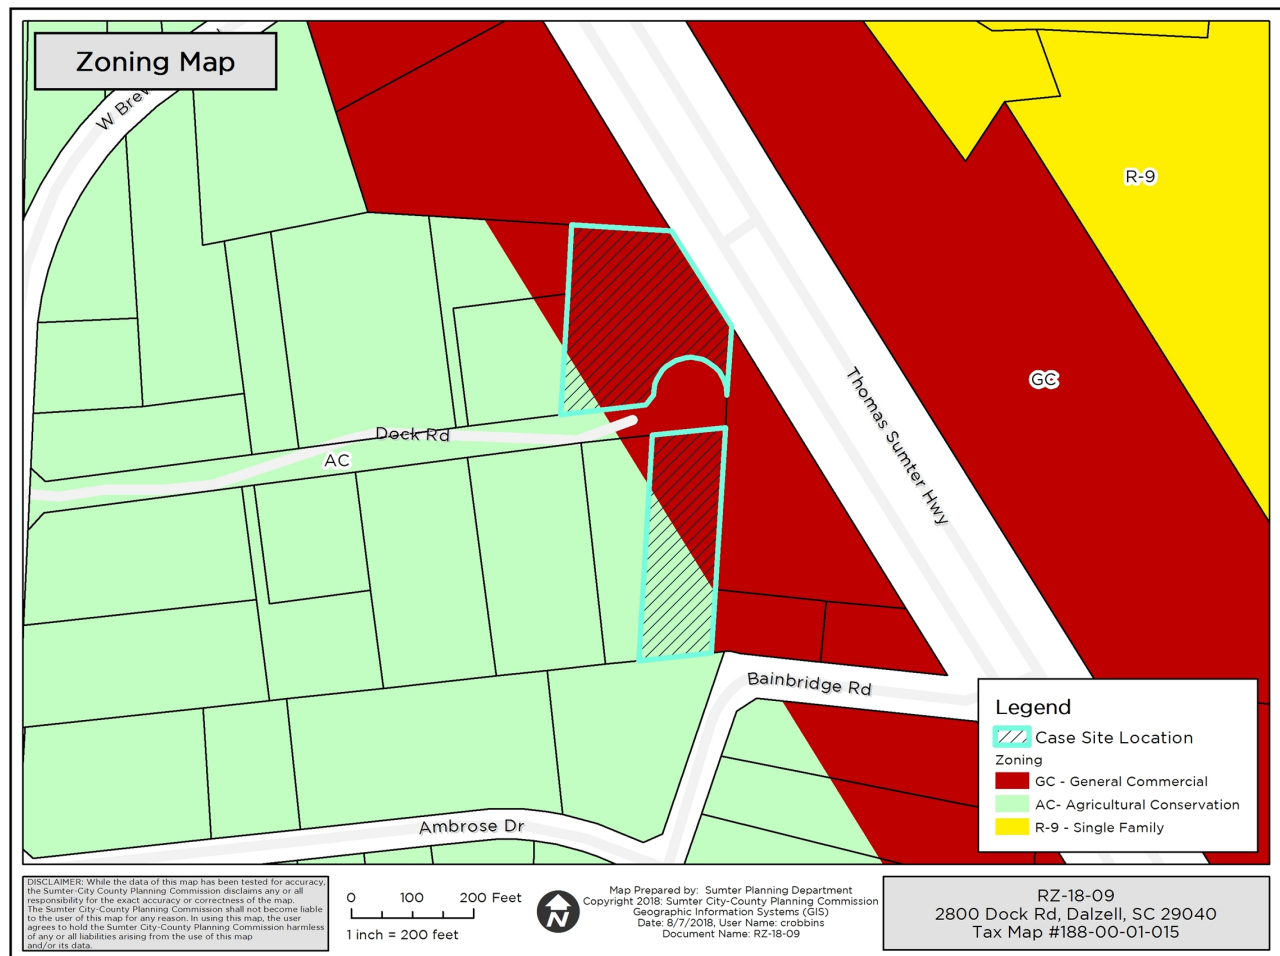 Zoning Map
W Brew
R-9
GC
Thomas Sumter Hwy
Dock Rd
AC
Bainbridge Rd
Ambrose Dr
Legend
Case Site Location
Zoning
GC - General Commercial
AC- Agricultural Conservation
R-9 - Single Family
DISCLAIMER: While the data of this map has been tested for accuracy,
the Sumter-City County Planning Commission disclaims any or all
responsibility for the exact accuracy or correctness of the map.
The Sumter City-County Planning Commission shall not become liable
to the user of this map for any reason. In using this map, the user
agrees to hold the Sumter City-County Planning Commission harmless
of any or all liabilities arising from the use of this map
and/or its data.
0 100 200 Feet
1 inch = 200 feet
N
Map Prepared by: Sumter Planning Department
Copyright 2018: Sumter City-County Planning Commission
Geographic Information Systems (GIS)
Date: 8/7/2018, User Name: crobbins
Document Name: RZ-18-09
RZ-18-09
2800 Dock Rd, Dalzell, SC 29040
Tax Map #188-00-01-015